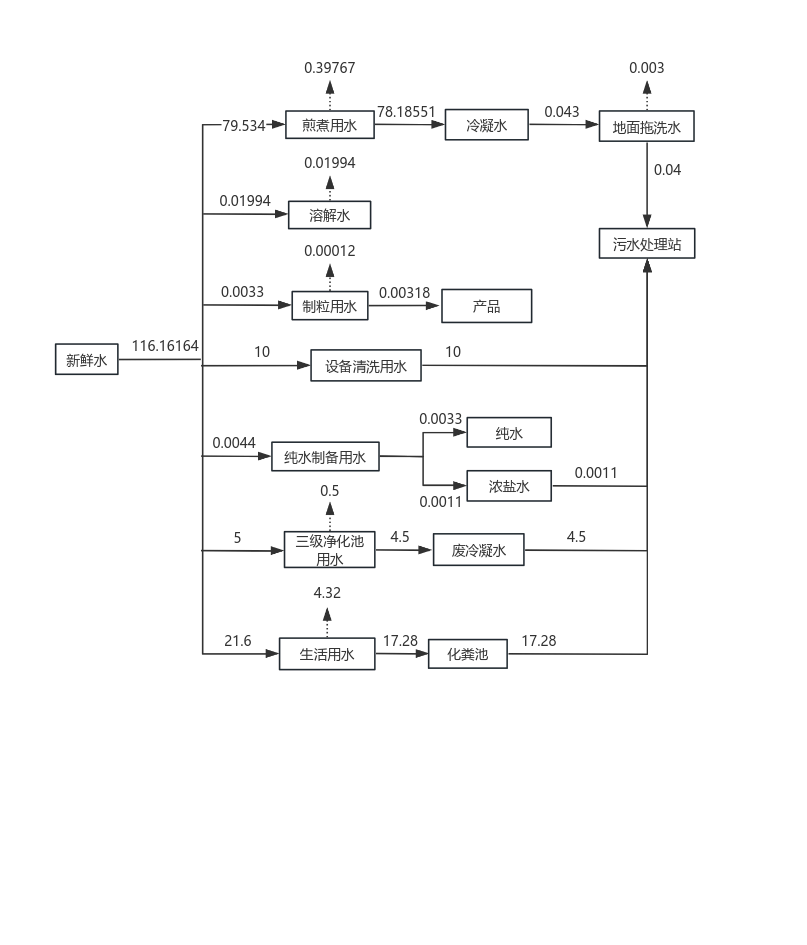 0.39767
0.003
79.534
煎煮用水
78.18551
冷凝水
0.043
地面拖洗水
0.04
0.01994
0.01994
溶解水
污水处理站
0.00012
0.0033
制粒用水
0.00318
产品
新鲜水
116.16164
10
设备清洗用水
10
0.0044
纯水制备用水
0.0033
纯水
0.0011
浓盐水
0.0011
0.5
5
三级净化池
用水
4.5
废冷凝水
4.5
4.32
21.6
生活用水
17.28
化粪池
17.28